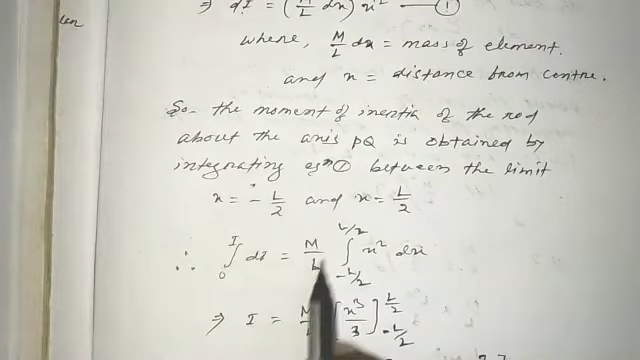 ⇒ dI = (M/L dx) x² —— ①
where, M/L dx = mass of element.
and x = distance from centre.
So- the moment of inertia of the rod
about the axis PQ is obtained by
integrating eqⁿ ① between the limit
x = - L/2 and x = L/2
∴ ∫₀^I dI = M/L ∫_{-L/2}^{L/2} x² dx
⇒ I = M/L [x³/3]_{-L/2}^{L/2}